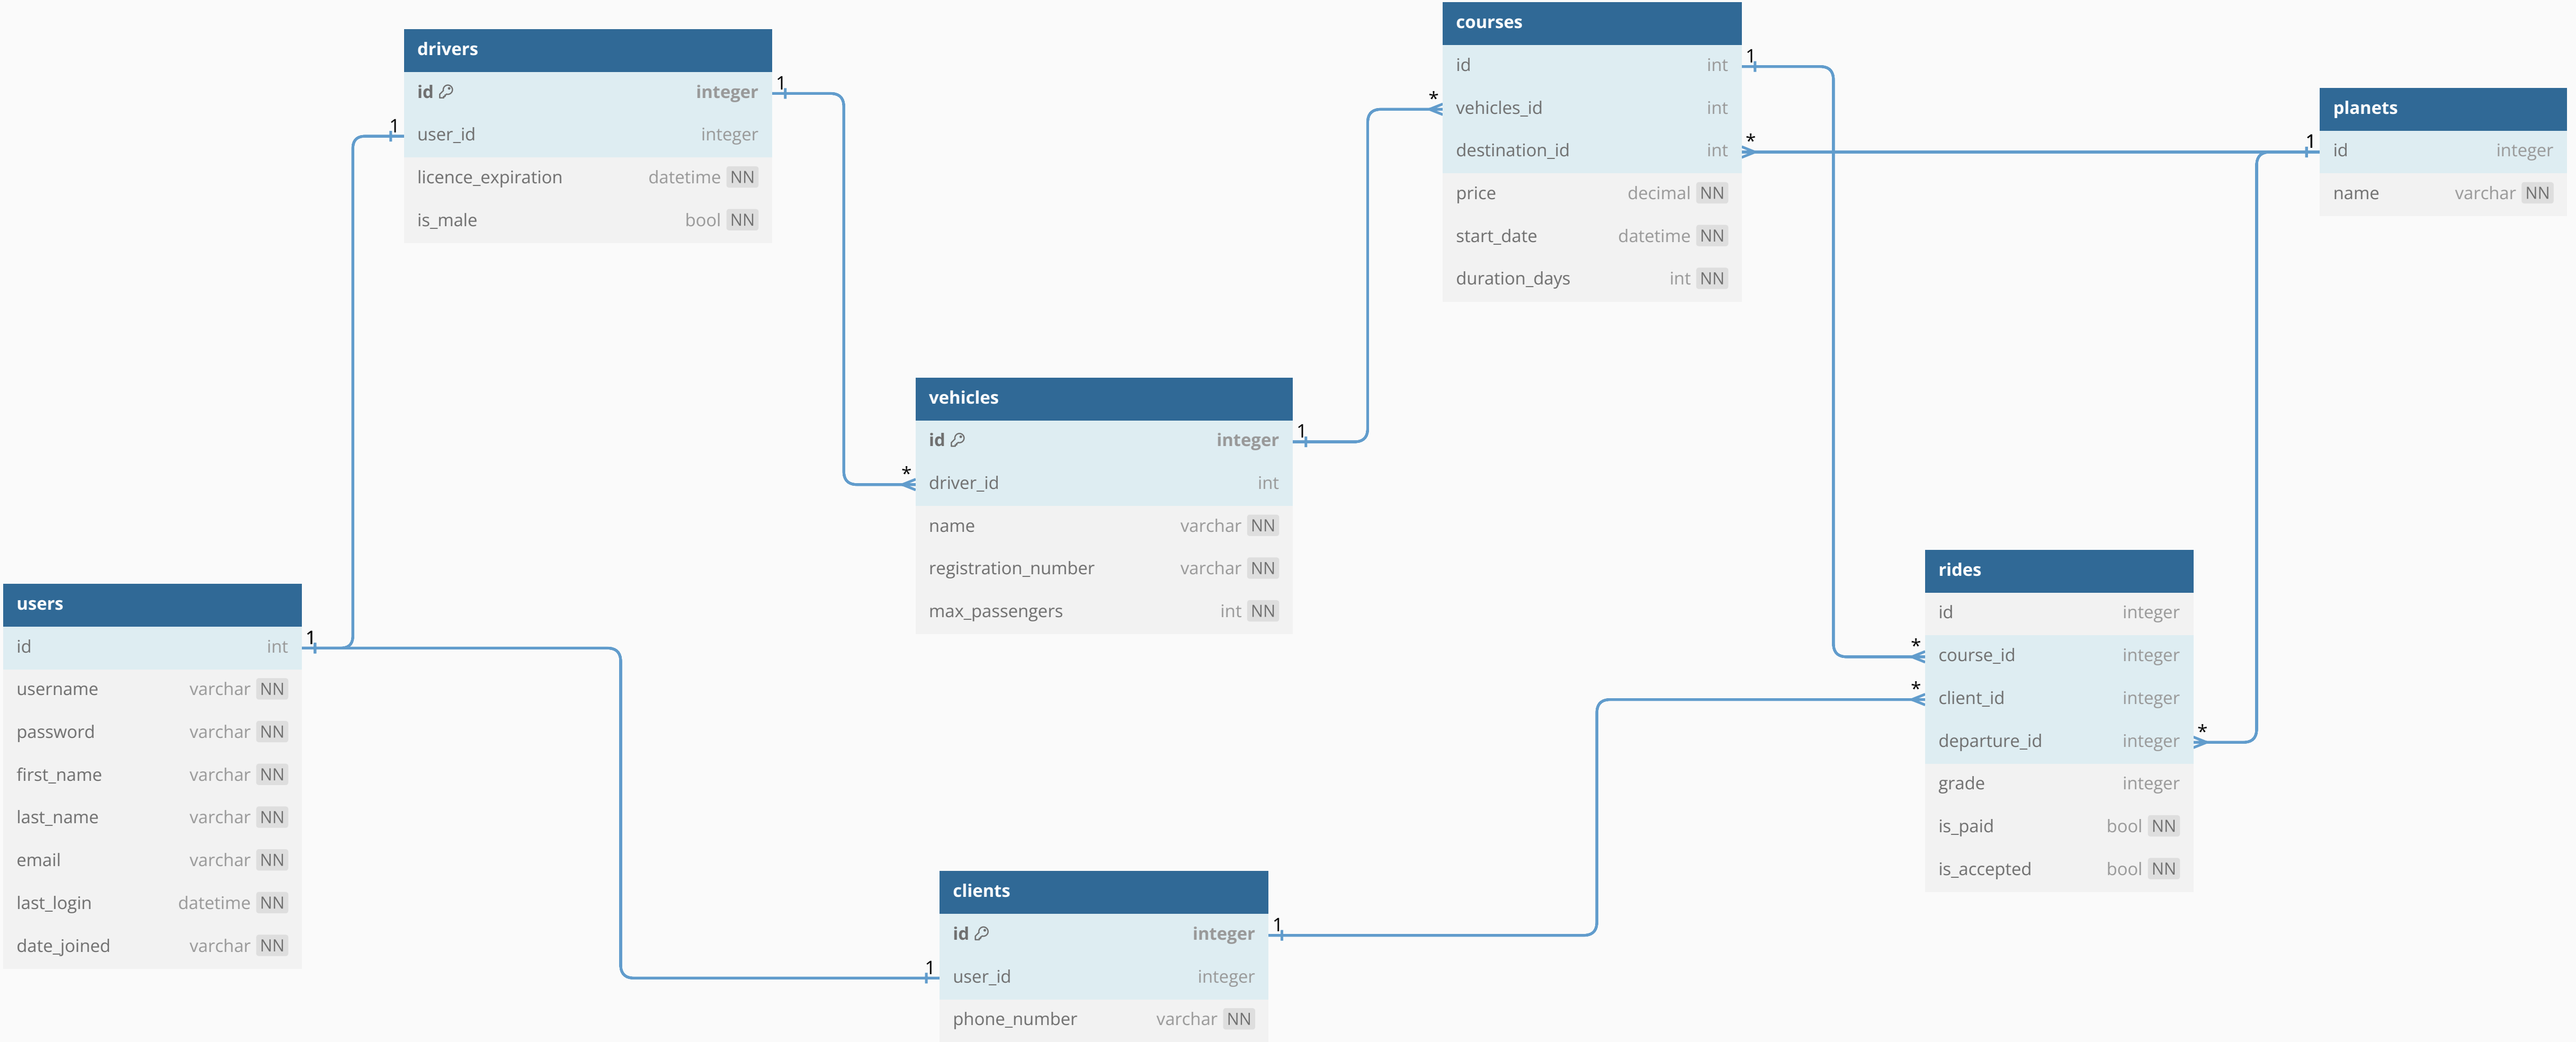 drivers
id integer
1
user_id integer
1
licence_expiration datetime NN
is_male bool NN
courses
id int
1
vehicles_id int
*
destination_id int
*
price decimal NN
start_date datetime NN
duration_days int NN
planets
id integer
1
name varchar NN
vehicles
id integer
1
driver_id int
*
name varchar NN
registration_number varchar NN
max_passengers int NN
rides
id integer
course_id integer
*
client_id integer
*
departure_id integer
*
grade integer
is_paid bool NN
is_accepted bool NN
users
id int
1
username varchar NN
password varchar NN
first_name varchar NN
last_name varchar NN
email varchar NN
last_login datetime NN
date_joined varchar NN
clients
id integer
1
user_id integer
1
phone_number varchar NN